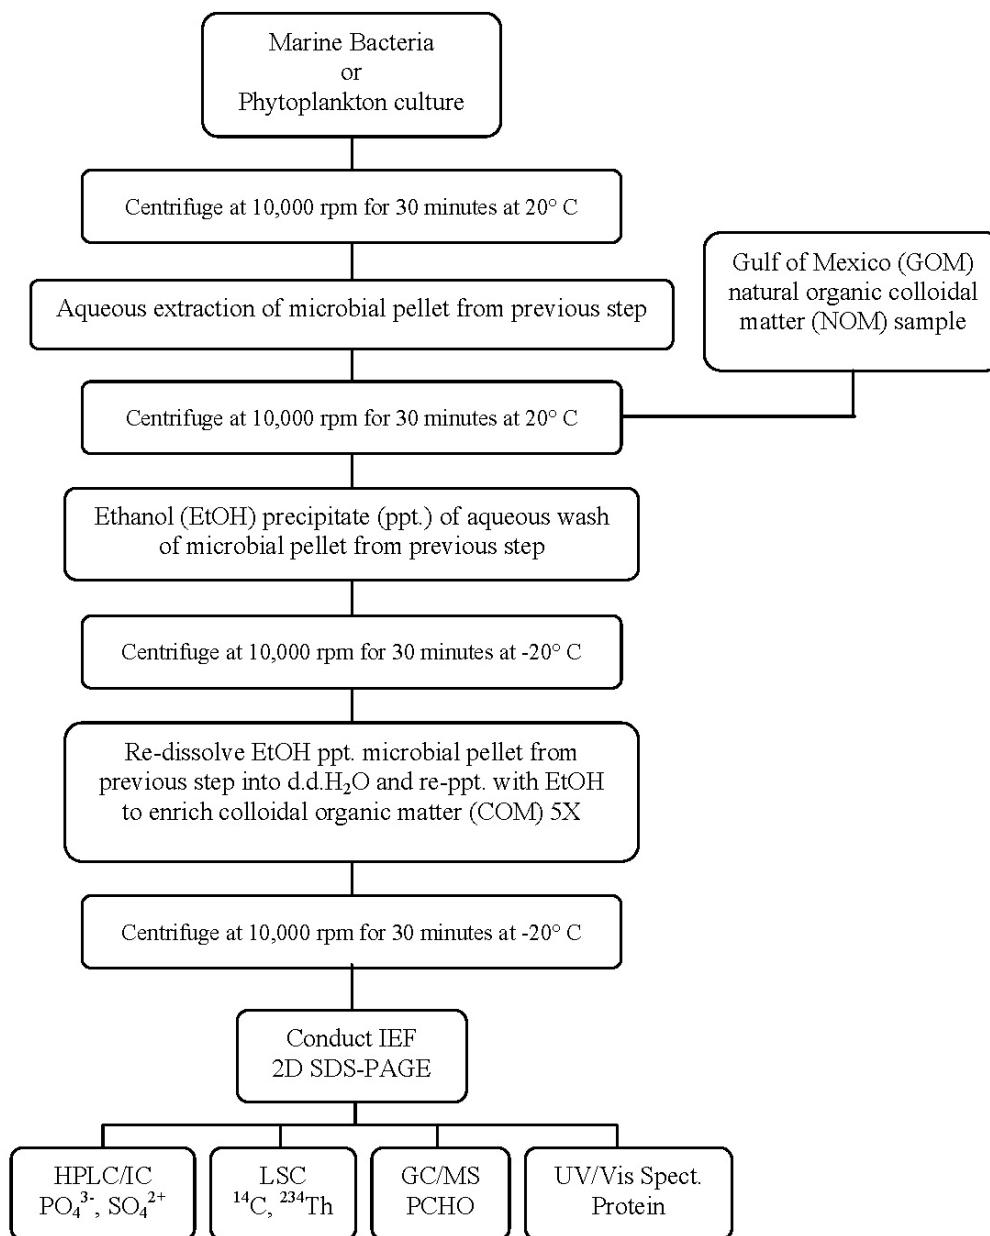 Marine Bacteria
or
Phytoplankton culture
Centrifuge at 10,000 rpm for 30 minutes at 20° C
Aqueous extraction of microbial pellet from previous step
Gulf of Mexico (GOM)
natural organic colloidal
matter (NOM) sample
Centrifuge at 10,000 rpm for 30 minutes at 20° C
Ethanol (EtOH) precipitate (ppt.) of aqueous wash
of microbial pellet from previous step
Centrifuge at 10,000 rpm for 30 minutes at -20° C
Re-dissolve EtOH ppt. microbial pellet from
previous step into d.d.H₂O and re-ppt. with EtOH
to enrich colloidal organic matter (COM) 5X
Centrifuge at 10,000 rpm for 30 minutes at -20° C
Conduct IEF
2D SDS-PAGE
HPLC/IC
PO₄³⁻, SO₄²⁺
LSC
¹⁴C, ²³⁴Th
GC/MS
PCHO
UV/Vis Spect.
Protein